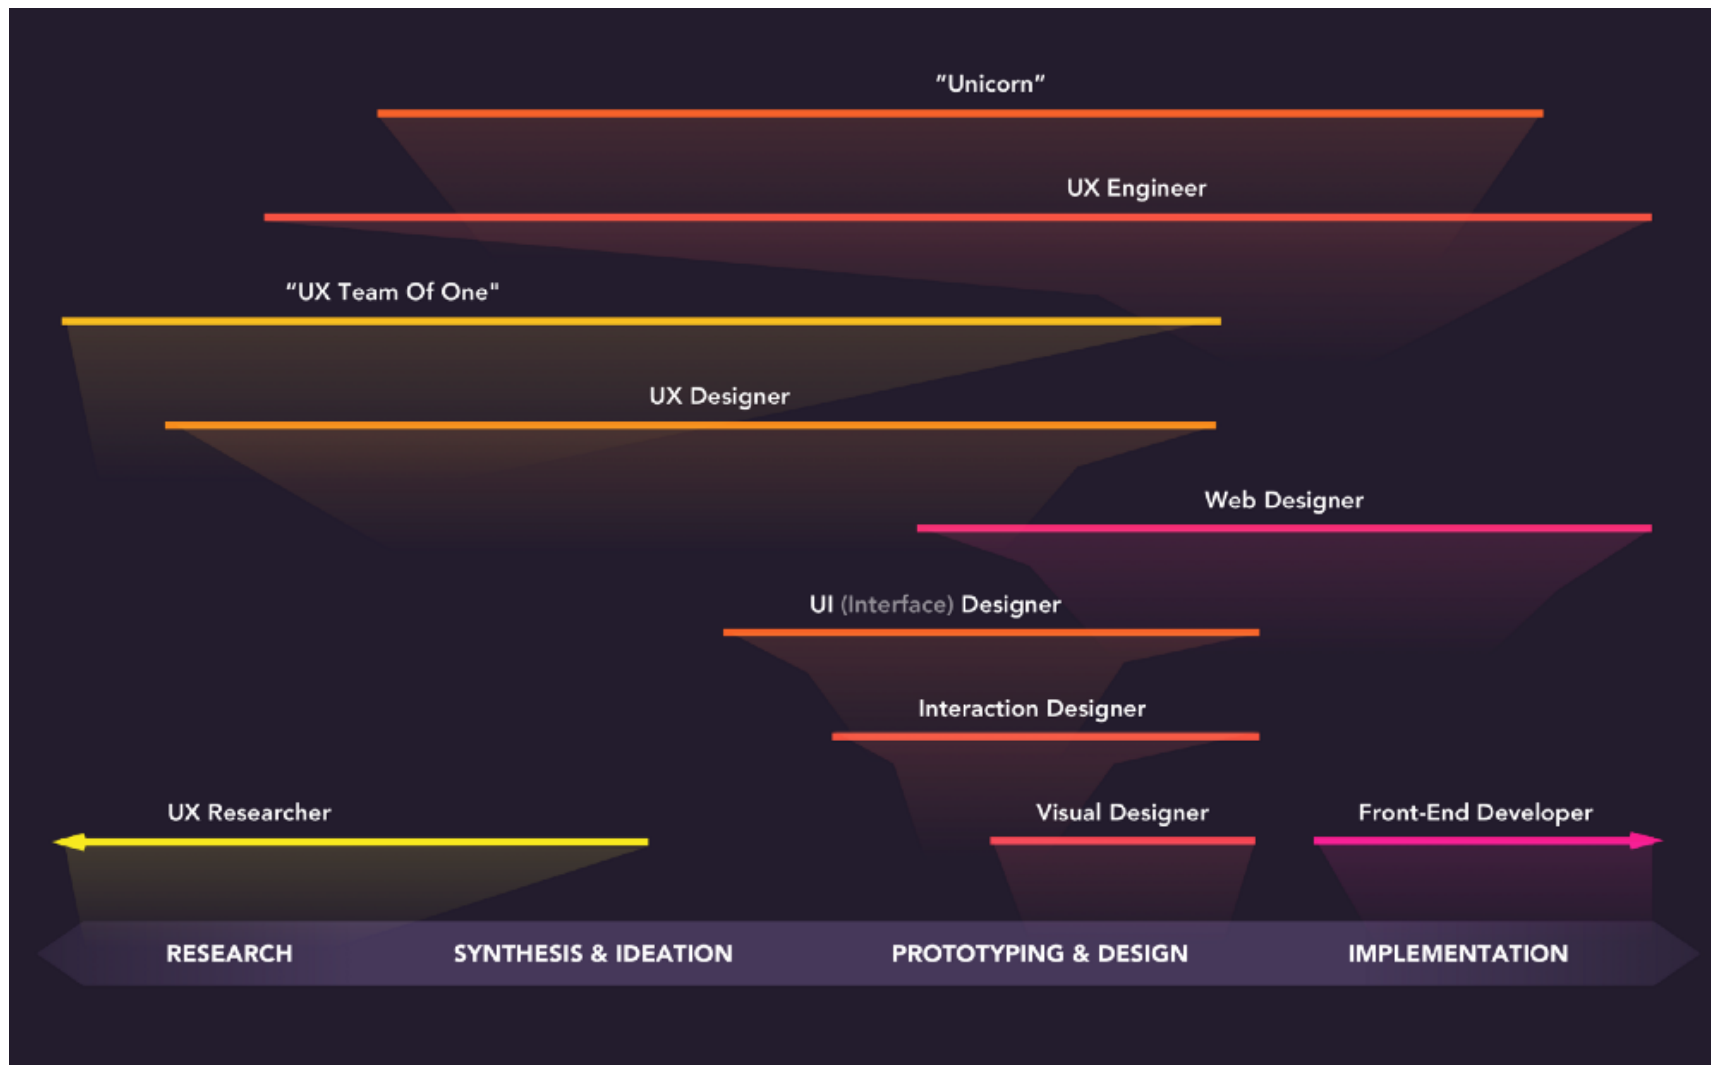 ”Unicorn”
UX Engineer
“UX Team Of One"
UX Designer
Web Designer
UI (Interface) Designer
Interaction Designer
UX Researcher
Visual Designer
Front-End Developer
RESEARCH
SYNTHESIS & IDEATION
PROTOTYPING & DESIGN
IMPLEMENTATION